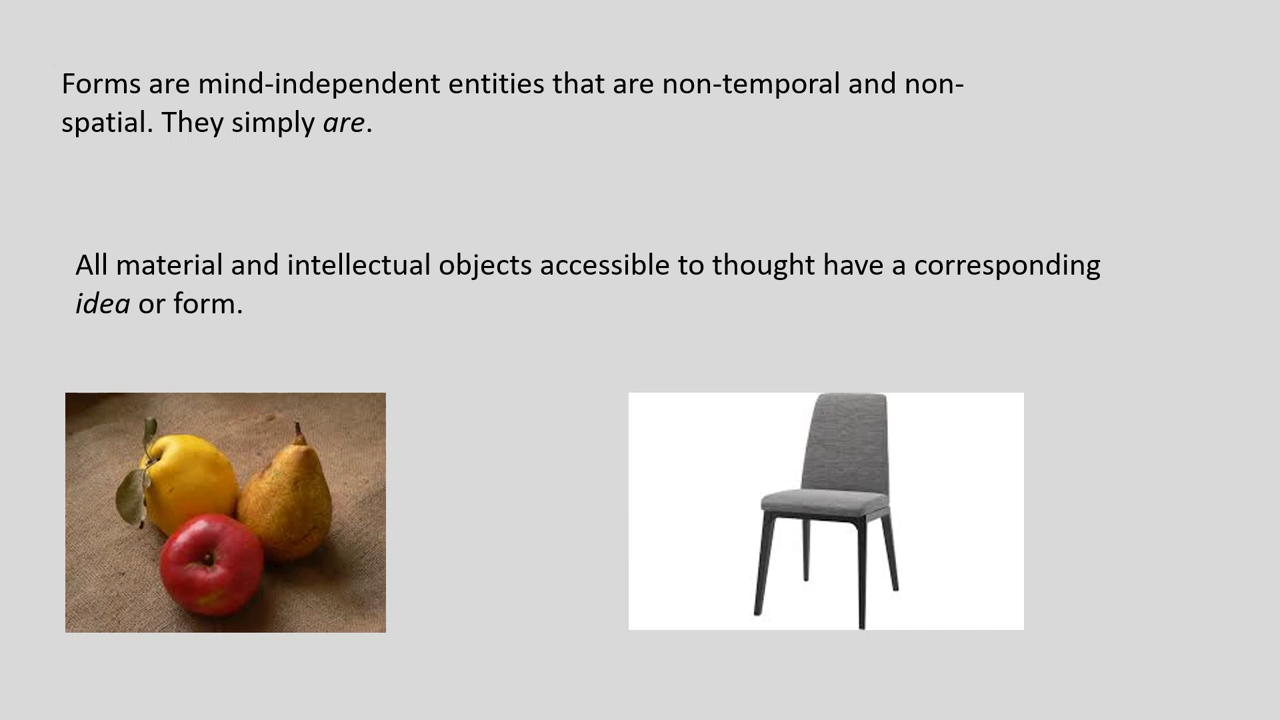 Forms are mind-independent entities that are non-temporal and non-
spatial. They simply are.
All material and intellectual objects accessible to thought have a corresponding
idea or form.